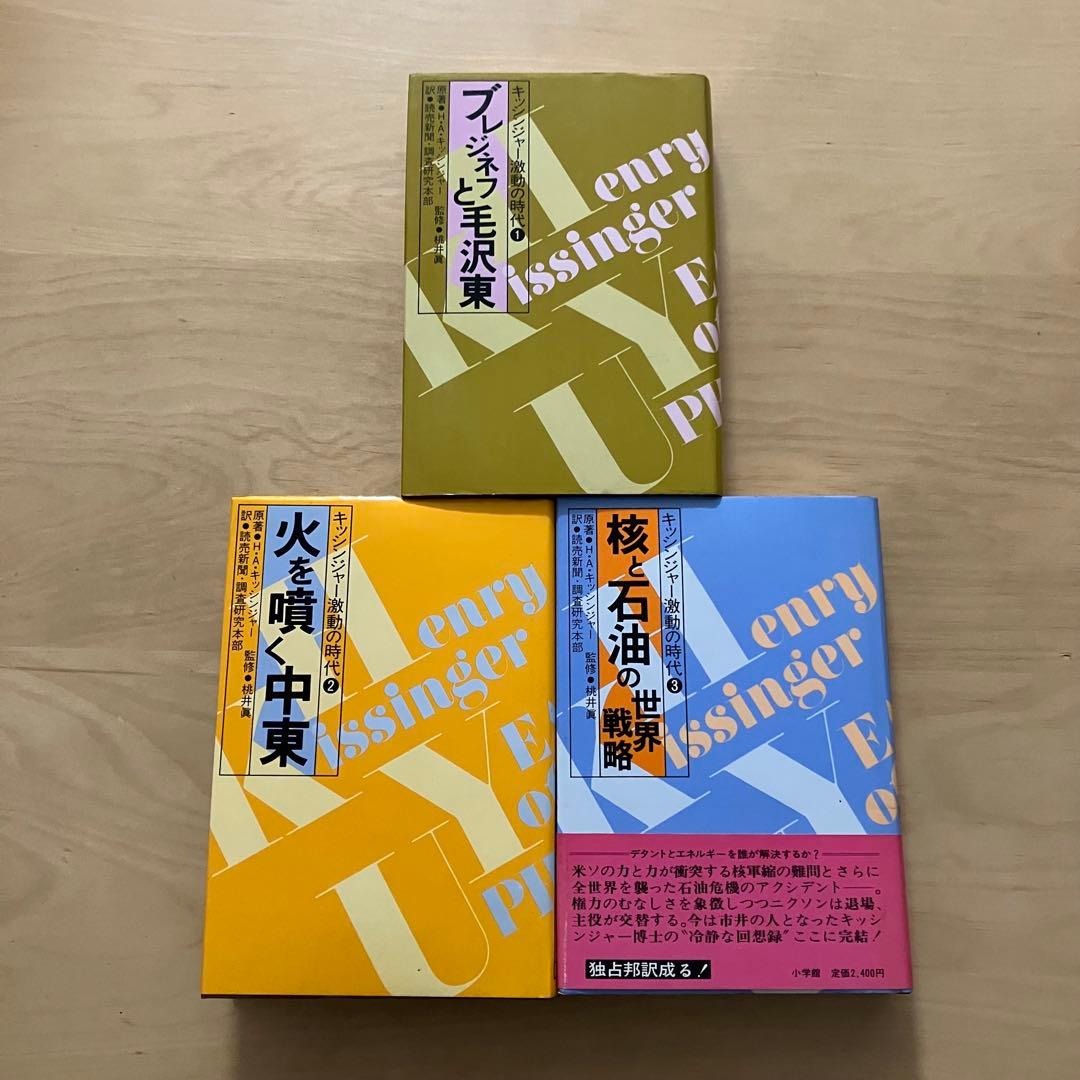 キッシンジャー激動の時代❶
ブレジネフと毛沢東
原著●H・A・キッシンジャー 監修●桃井眞
訳●読売新聞・調査研究本部
Henry
Kissinger
YE
of
UPH
キッシンジャー激動の時代❷
火を噴く中東
原著●H・A・キッシンジャー 監修●桃井眞
訳●読売新聞・調査研究本部
Henry
Kissinger
YE
of
UPH
キッシンジャー激動の時代❸
核と石油の世界戦略
原著●H・A・キッシンジャー 監修●桃井眞
訳●読売新聞・調査研究本部
Henry
Kissinger
YE
of
デタントとエネルギーを誰が解決するか?
米ソの力と力が衝突する核軍縮の難問とさらに
全世界を襲った石油危機のアクシデント――。
権力のむなしさを象徴しつつニクソンは退場、
主役が交替する。今は市井の人となったキッシ
ンジャー博士の“冷静な回想録”ここに完結!
独占邦訳成る!
小学館 定価2,400円